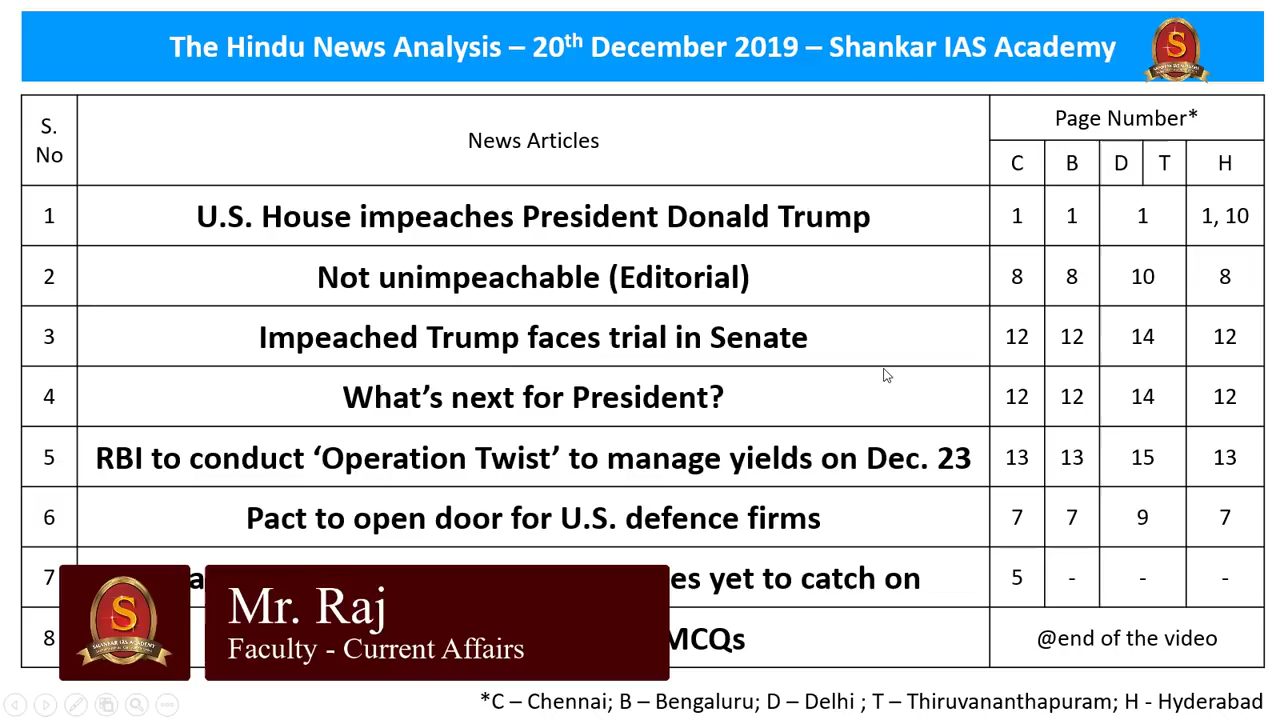 The Hindu News Analysis – 20th December 2019 – Shankar IAS Academy
S
S. No
News Articles
Page Number*
C B D T H
1 U.S. House impeaches President Donald Trump 1 1 1 1, 10
2 Not unimpeachable (Editorial) 8 8 10 8
3 Impeached Trump faces trial in Senate 12 12 14 12
4 What's next for President? 12 12 14 12
5 RBI to conduct ‘Operation Twist’ to manage yields on Dec. 23 13 13 15 13
6 Pact to open door for U.S. defence firms 7 7 9 7
7 yet to catch on 5 - - -
8 MCQs @end of the video
S
SHANKAR IAS ACADEMY
Mr. Raj
Faculty - Current Affairs
*C – Chennai; B – Bengaluru; D – Delhi ; T – Thiruvananthapuram; H - Hyderabad